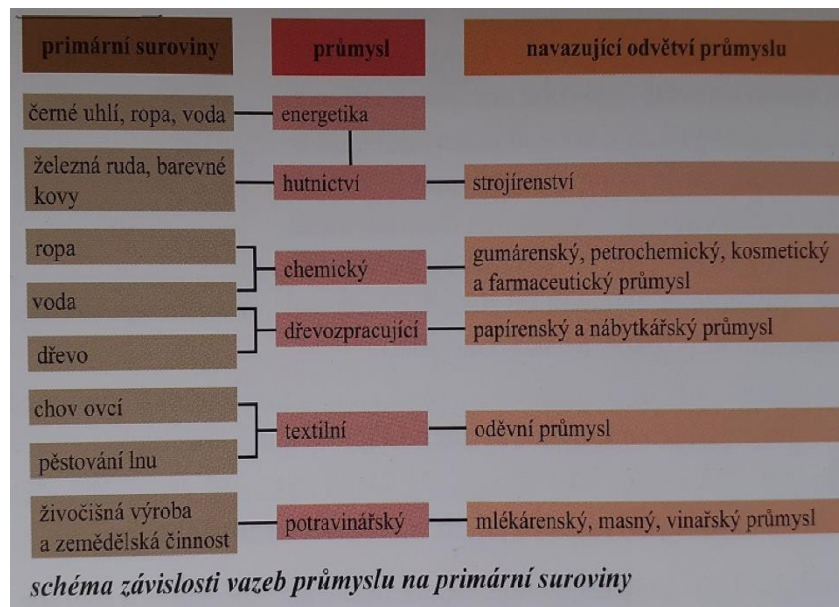 primární suroviny
průmysl
navazující odvětví průmyslu
černé uhlí, ropa, voda
energetika
železná ruda, barevné
kovy
hutnictví
strojírenství
ropa
chemický
gumárenský, petrochemický, kosmetický
a farmaceutický průmysl
voda
dřevozpracující
papírenský a nábytkářský průmysl
dřevo
chov ovcí
textilní
oděvní průmysl
pěstování lnu
živočišná výroba
a zemědělská činnost
potravinářský
mlékárenský, masný, vinařský průmysl
schéma závislosti vazeb průmyslu na primární suroviny